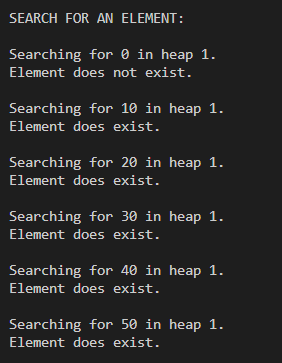 SEARCH FOR AN ELEMENT:
Searching for 0 in heap 1.
Element does not exist.
Searching for 10 in heap 1.
Element does exist.
Searching for 20 in heap 1.
Element does exist.
Searching for 30 in heap 1.
Element does exist.
Searching for 40 in heap 1.
Element does exist.
Searching for 50 in heap 1.
Element does exist.